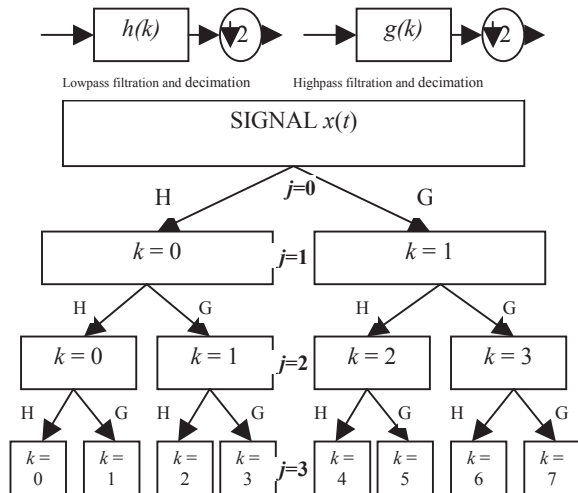 h(k) 2 g(k) 2
Lowpass filtration and decimation Highpass filtration and decimation
SIGNAL x(t)
H j=0 G
k = 0 j=1 k = 1
H G H G
k = 0 k = 1 j=2 k = 2 k = 3
H G H G H G H G
k = k = k = k = j=3 k = k = k = k =
0 1 2 3 4 5 6 7